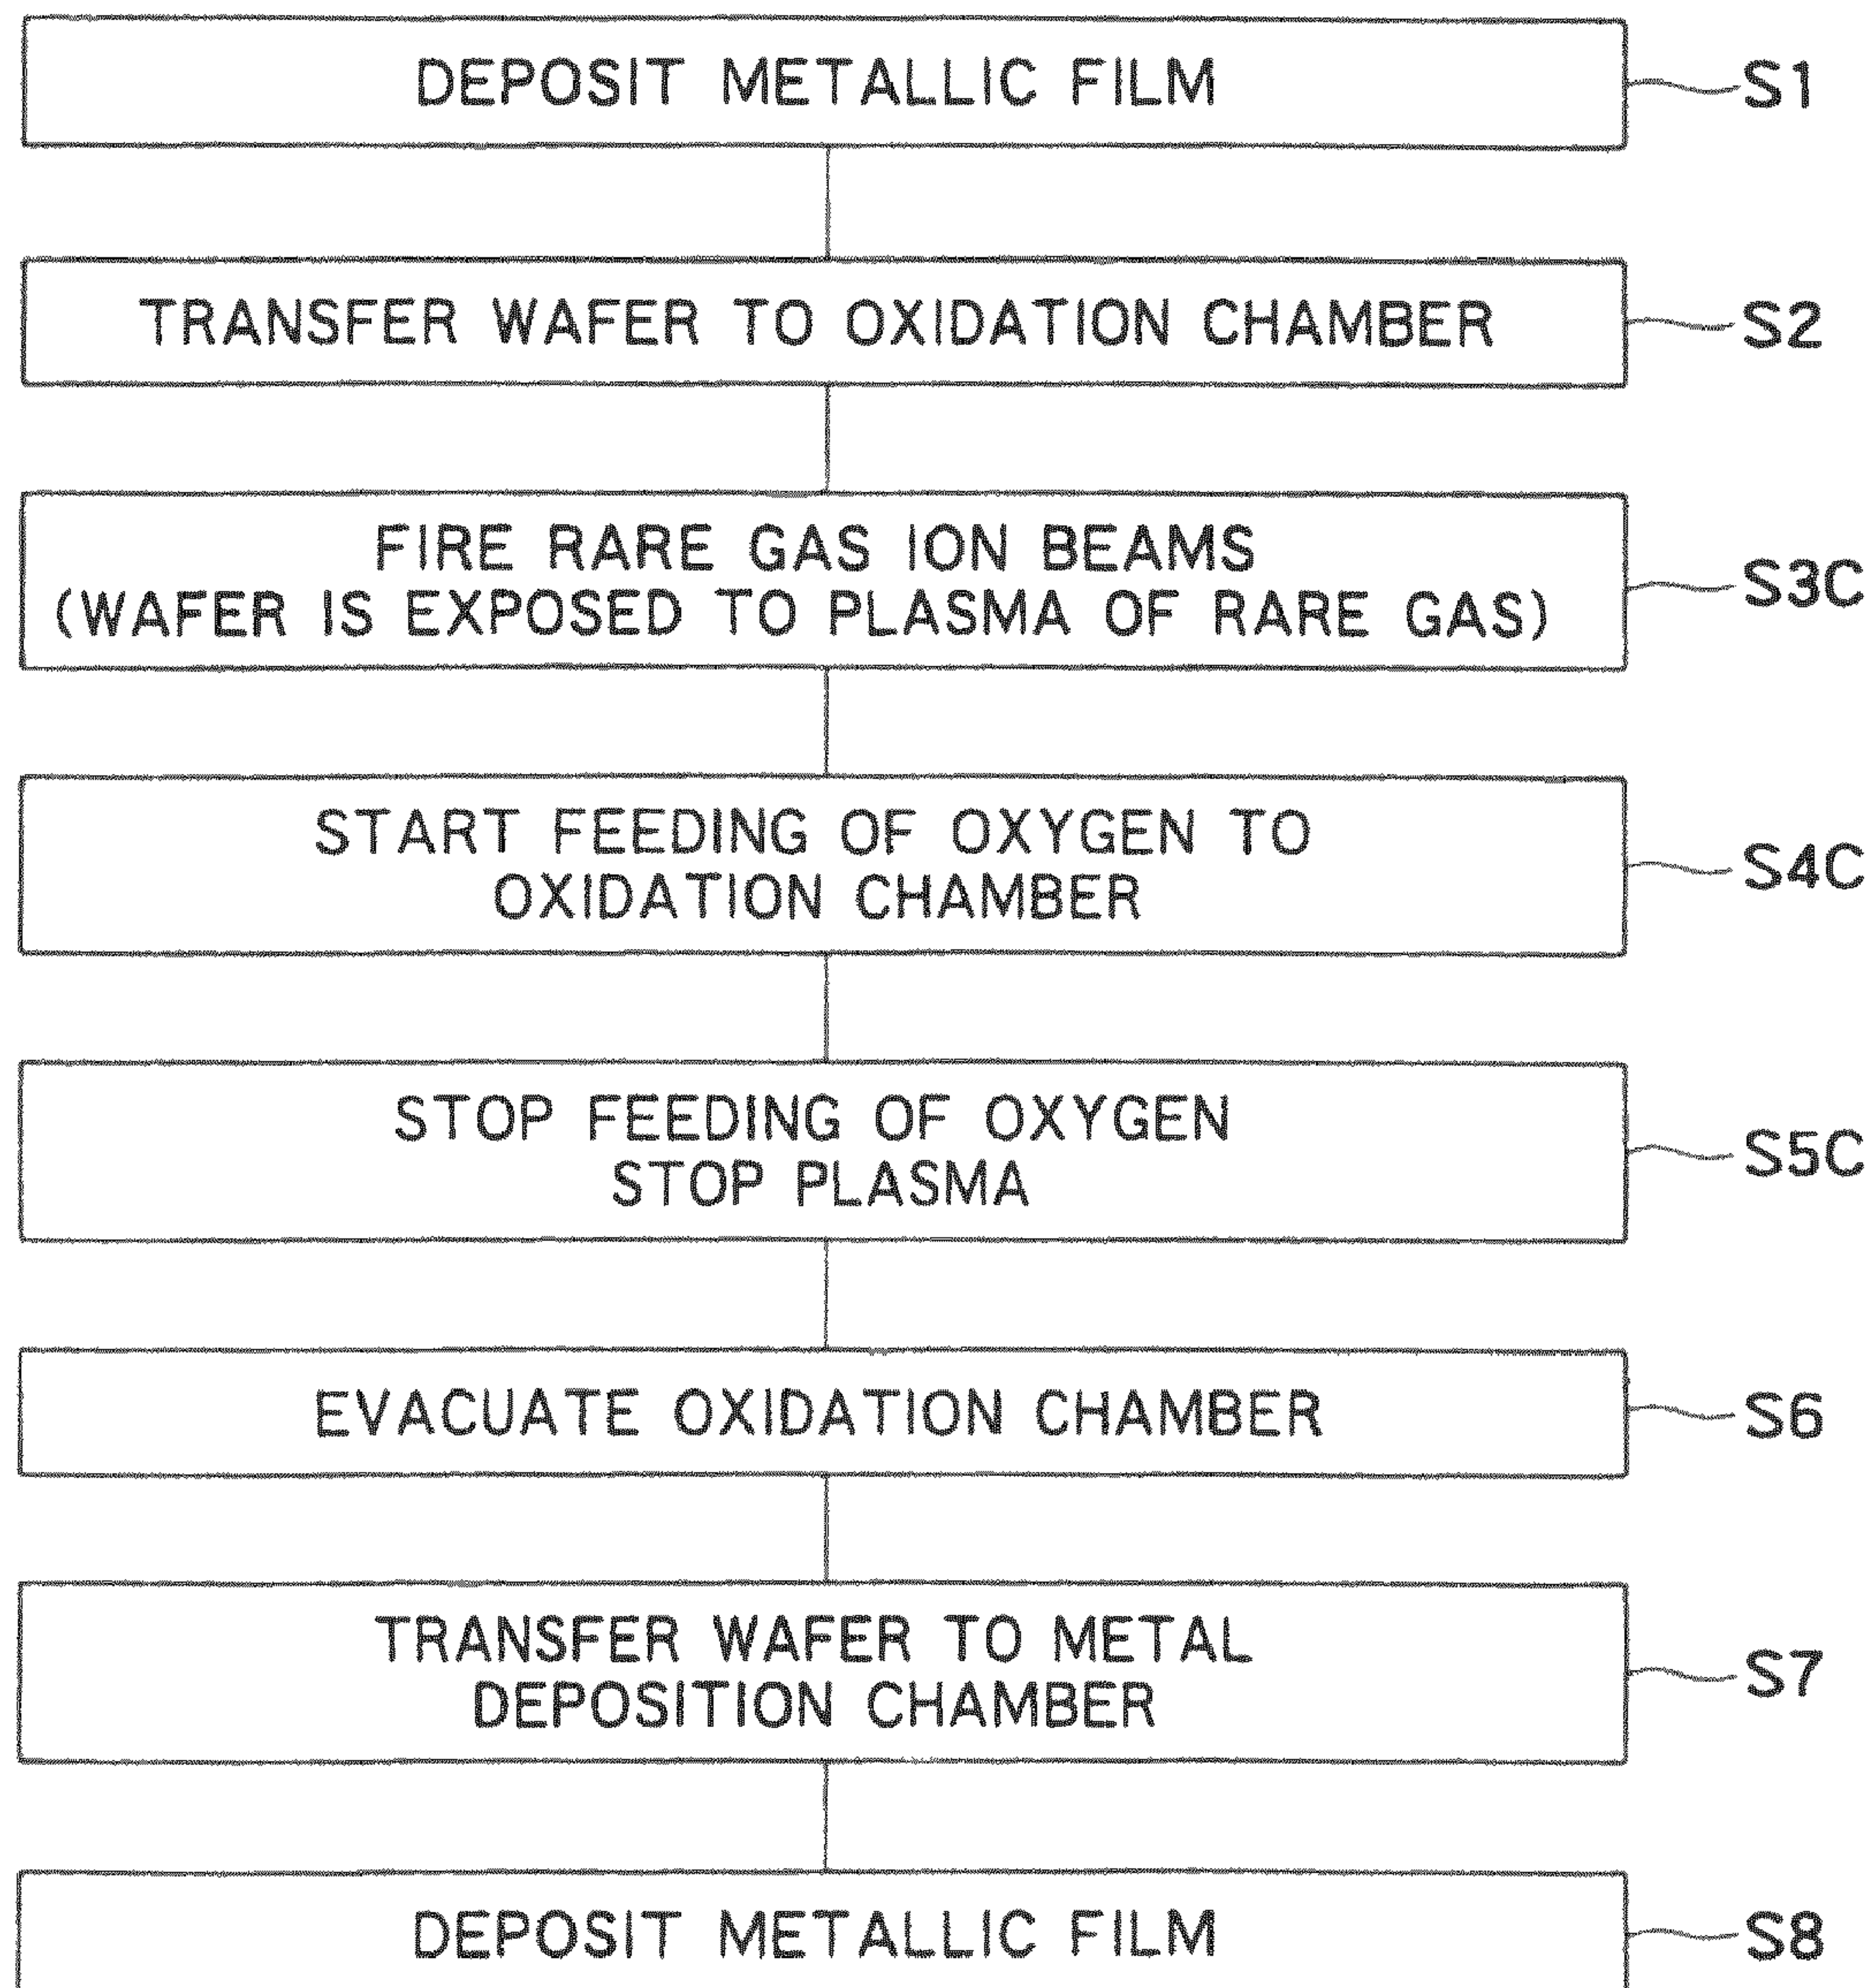 DEPOSIT METALLIC FILM
S1
TRANSFER WAFER TO OXIDATION CHAMBER
S2
FIRE RARE GAS ION BEAMS
(WAFER IS EXPOSED TO PLASMA OF RARE GAS)
S3C
START FEEDING OF OXYGEN TO
OXIDATION CHAMBER
S4C
STOP FEEDING OF OXYGEN
STOP PLASMA
S5C
EVACUATE OXIDATION CHAMBER
S6
TRANSFER WAFER TO METAL
DEPOSITION CHAMBER
S7
DEPOSIT METALLIC FILM
S8